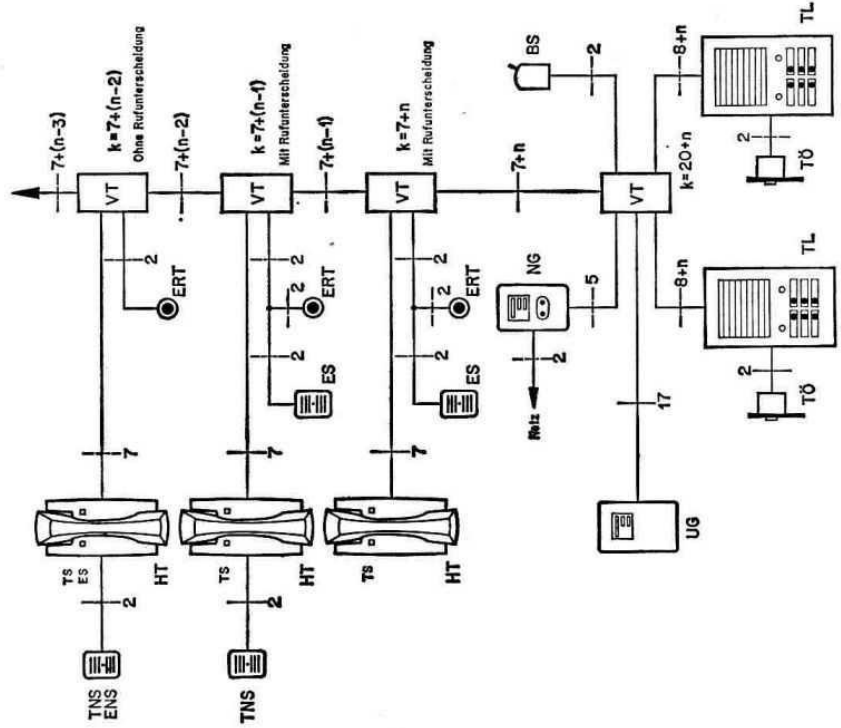 7+(n-3)
k=7+(n-2)
Ohne Rufunterscheidung
VT
2
ERT
7
TS
ES
HT
2
TNS
ENS
7+(n-2)
k=7+(n-1)
Mit Rufunterscheidung
VT
2
2
ERT
2
ES
7
TS
HT
2
TNS
7+(n-1)
k=7+n
Mit Rufunterscheidung
VT
2
2
ERT
2
ES
7
TS
HT
7+n
BS
2
NG
5
2
Netz
VT
k=20+n
8+n
TL
2
TÖ
8+n
TL
2
TÖ
17
UG